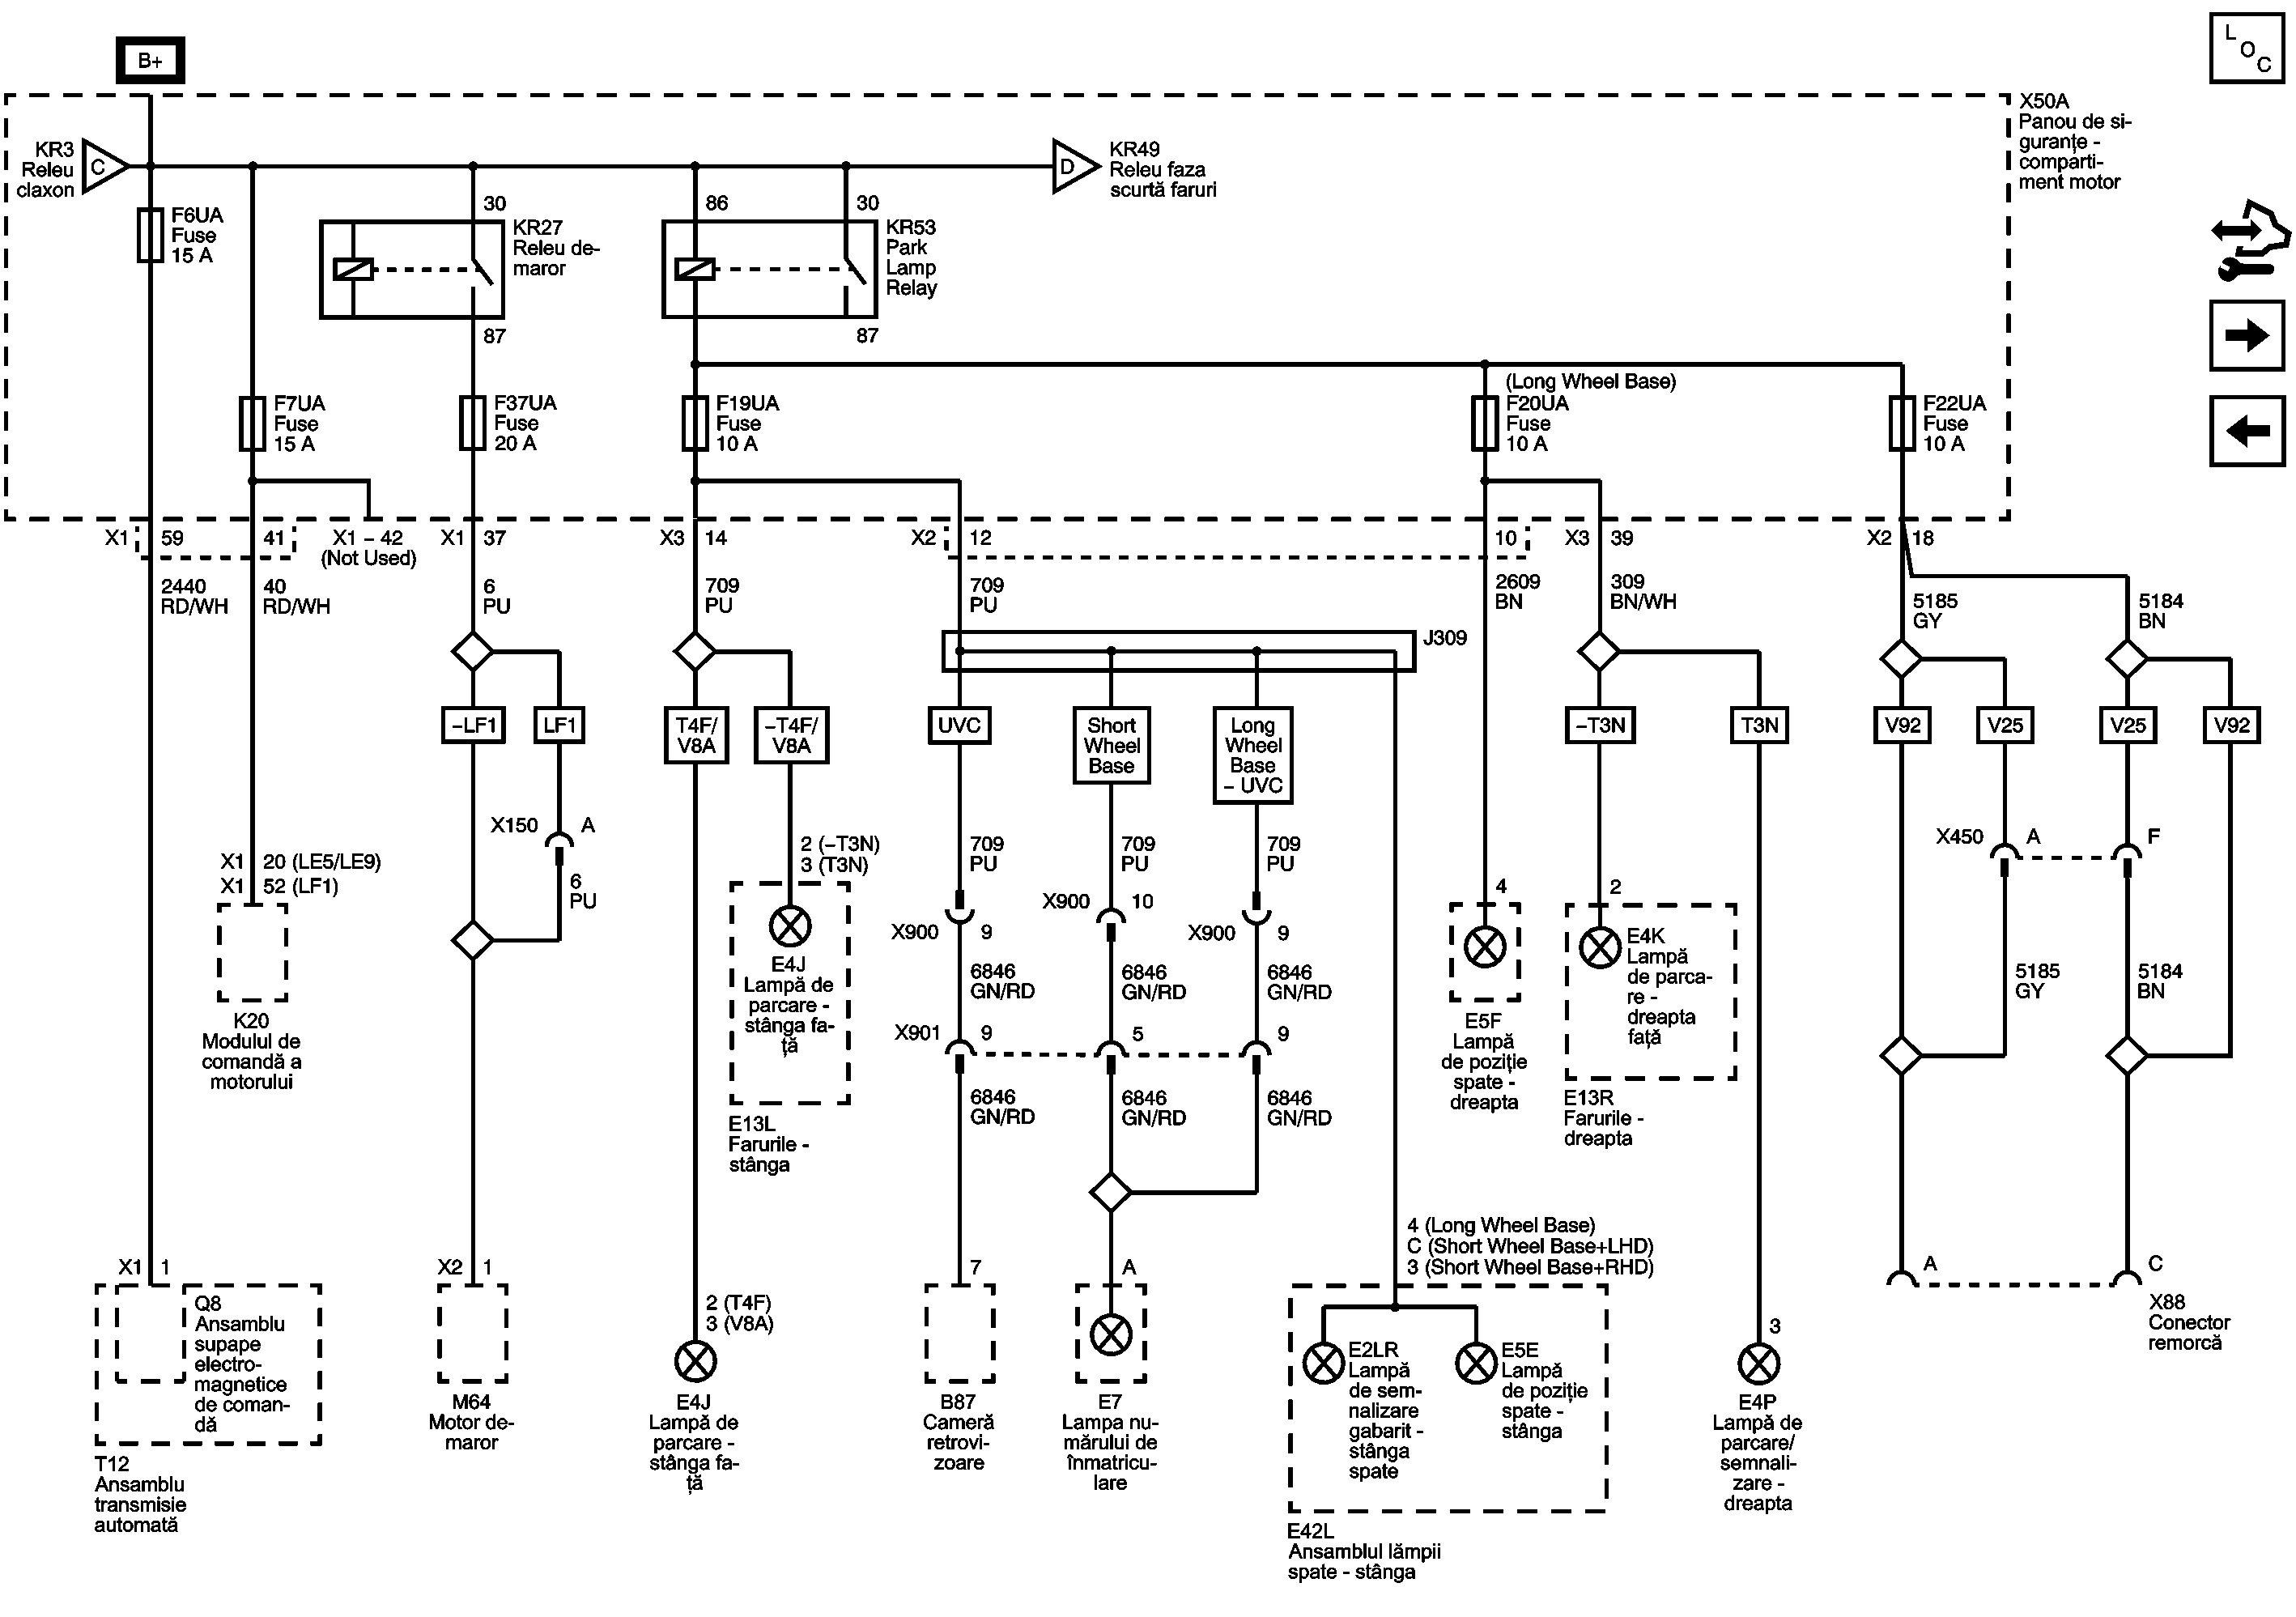 B+
L
O
C
X50A
Panou de si-
guranțe -
comparti-
ment motor
KR3
Releu
claxon
C
D
KR49
Releu faza
scurtă faruri
F6UA
Fuse
15 A
30
KR27
Releu de-
maror
87
86
30
KR53
Park
Lamp
Relay
87
F7UA
Fuse
15 A
F37UA
Fuse
20 A
F19UA
Fuse
10 A
(Long Wheel Base)
F20UA
Fuse
10 A
F22UA
Fuse
10 A
X1
59
41
X1 – 42
(Not Used)
X1
37
X3
14
X2
12
10
X3
39
X2
18
2440
RD/WH
40
RD/WH
6
PU
709
PU
709
PU
2609
BN
309
BN/WH
5185
GY
5184
BN
J309
–LF1
LF1
T4F/
V8A
–T4F/
V8A
UVC
Short
Wheel
Base
Long
Wheel
Base
– UVC
–T3N
T3N
V92
V25
V25
V92
X150
A
6
PU
X1 20 (LE5/LE9)
X1 52 (LF1)
K20
Modulul de
comandă a
motorului
2 (–T3N)
3 (T3N)
E4J
Lampă de
parcare -
stânga fa-
ță
E13L
Farurile -
stânga
709
PU
709
PU
709
PU
X900
9
X900
10
X900
9
6846
GN/RD
6846
GN/RD
6846
GN/RD
X901
9
5
9
6846
GN/RD
6846
GN/RD
6846
GN/RD
4
E5F
Lampă
de poziție
spate -
dreapta
2
E4K
Lampă
de parca-
re -
dreapta
față
E13R
Farurile -
dreapta
X450
A
F
5185
GY
5184
BN
X1
1
Q8
Ansamblu
supape
electro-
magnetice
de coman-
dă
T12
Ansamblu
transmisie
automată
X2
1
M64
Motor de-
maror
2 (T4F)
3 (V8A)
E4J
Lampă de
parcare -
stânga fa-
ță
7
B87
Cameră
retrovi-
zoare
A
E7
Lampa nu-
mărului de
înmatricu-
lare
4 (Long Wheel Base)
C (Short Wheel Base+LHD)
3 (Short Wheel Base+RHD)
E2LR
Lampă
de sem-
nalizare
gabarit -
stânga
spate
E5E
Lampă
de poziție
spate -
stânga
E42L
Ansamblul lămpii
spate - stânga
3
E4P
Lampă de
parcare/
semnali-
zare -
dreapta
A
C
X88
Conector
remorcă